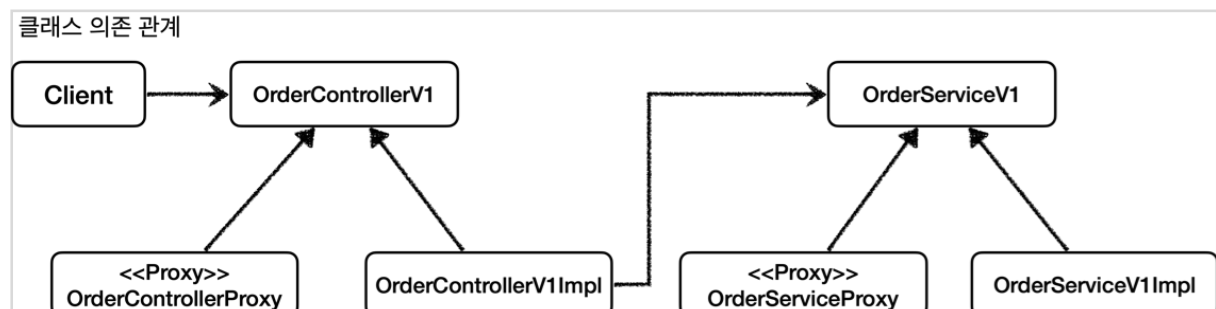 클래스 의존 관계
Client
OrderControllerV1
OrderServiceV1
<<Proxy>>
OrderControllerProxy
OrderControllerV1Impl
<<Proxy>>
OrderServiceProxy
OrderServiceV1Impl